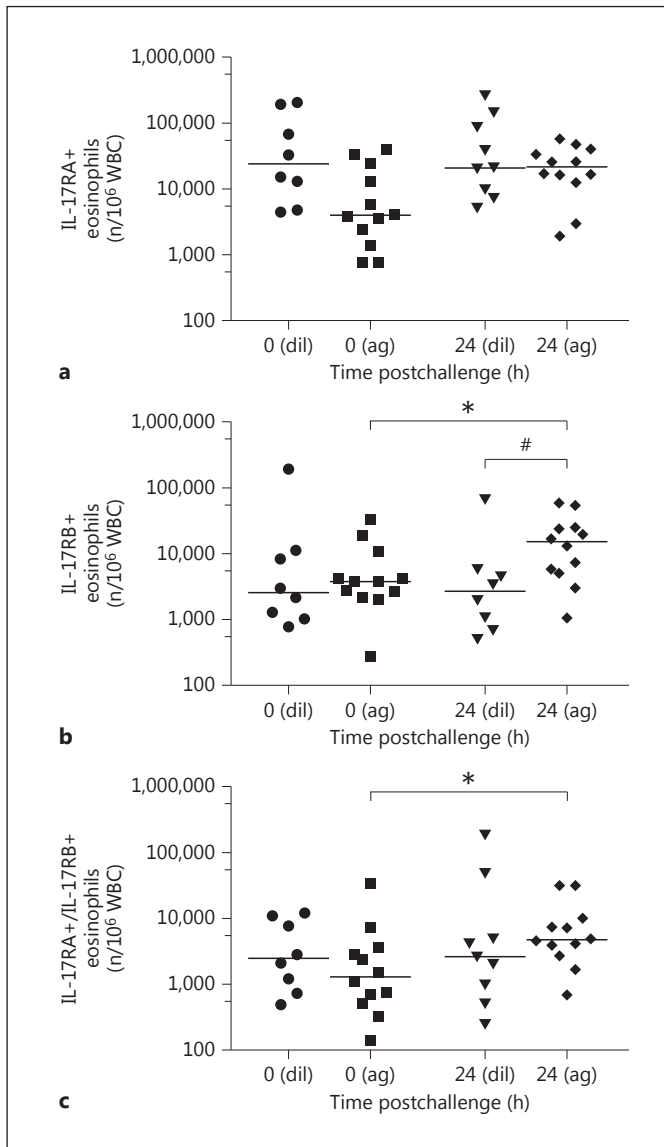 1,000,000
100,000
10,000
1,000
100
IL-17RA+
eosinophils
(n/10⁶ WBC)
0 (dil) 0 (ag) 24 (dil) 24 (ag)
Time postchallenge (h)
a
1,000,000
100,000
10,000
1,000
100
IL-17RB+
eosinophils
(n/10⁶ WBC)
*
#
0 (dil) 0 (ag) 24 (dil) 24 (ag)
Time postchallenge (h)
b
1,000,000
100,000
10,000
1,000
100
IL-17RA+/IL-17RB+
eosinophils
(n/10⁶ WBC)
*
0 (dil) 0 (ag) 24 (dil) 24 (ag)
Time postchallenge (h)
c